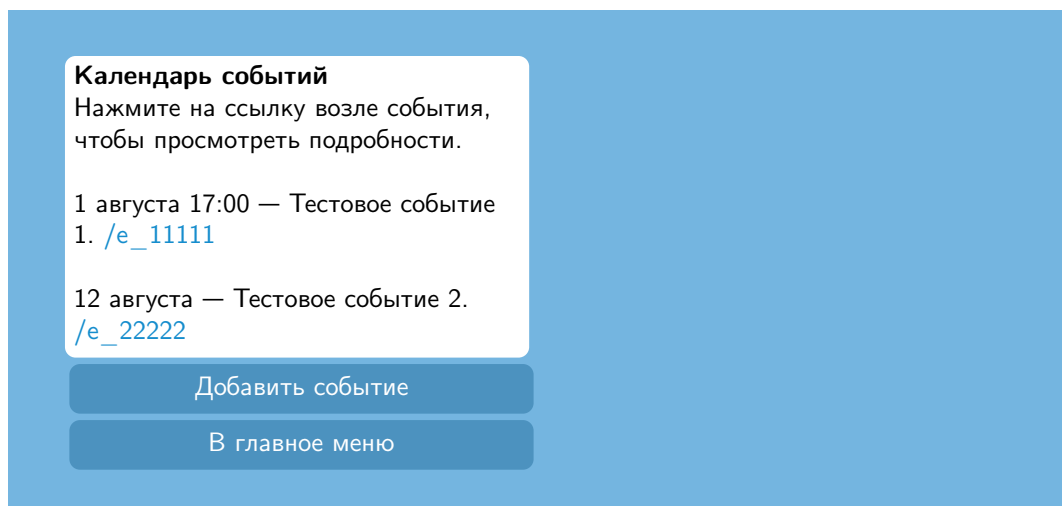 Календарь событий
Нажмите на ссылку возле события,
чтобы просмотреть подробности.
1 августа 17:00 — Тестовое событие
1. /e_11111
12 августа — Тестовое событие 2.
/e_22222
Добавить событие
В главное меню